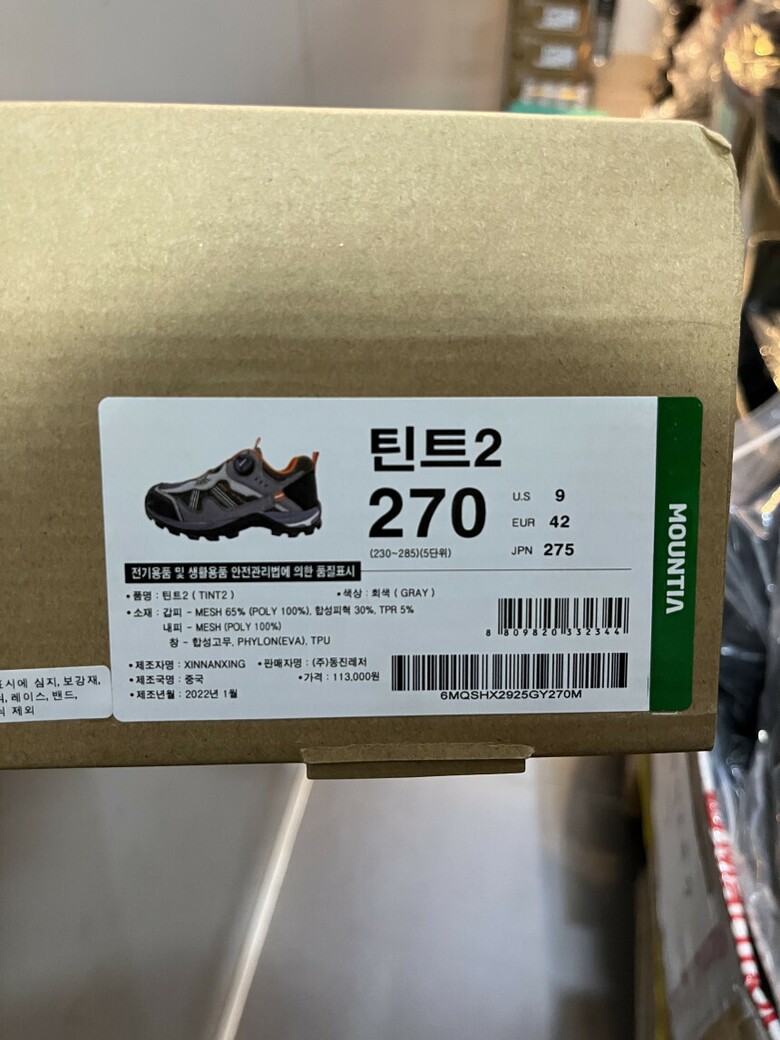 틴트2
270
U.S 9
EUR 42
JPN 275
(230~285)(5단위)
MOUNTIA
전기용품 및 생활용품 안전관리법에 의한 품질표시
•품명 : 틴트2 ( TINT2 ) •색상 : 회색 ( GRAY )
•소재 : 갑피 - MESH 65% (POLY 100%), 합성피혁 30%, TPR 5%
내피 - MESH (POLY 100%)
창 - 합성고무, PHYLON(EVA), TPU
8 809820 332344
•제조자명 : XINNANXING •판매자명 : (주)동진레저
•제조국명 : 중국 •가격 : 113,000원
•제조년월 : 2022년 1월
6MQSHX2925GY270M
표시에 심지, 보강재,
, 레이스, 밴드,
제외